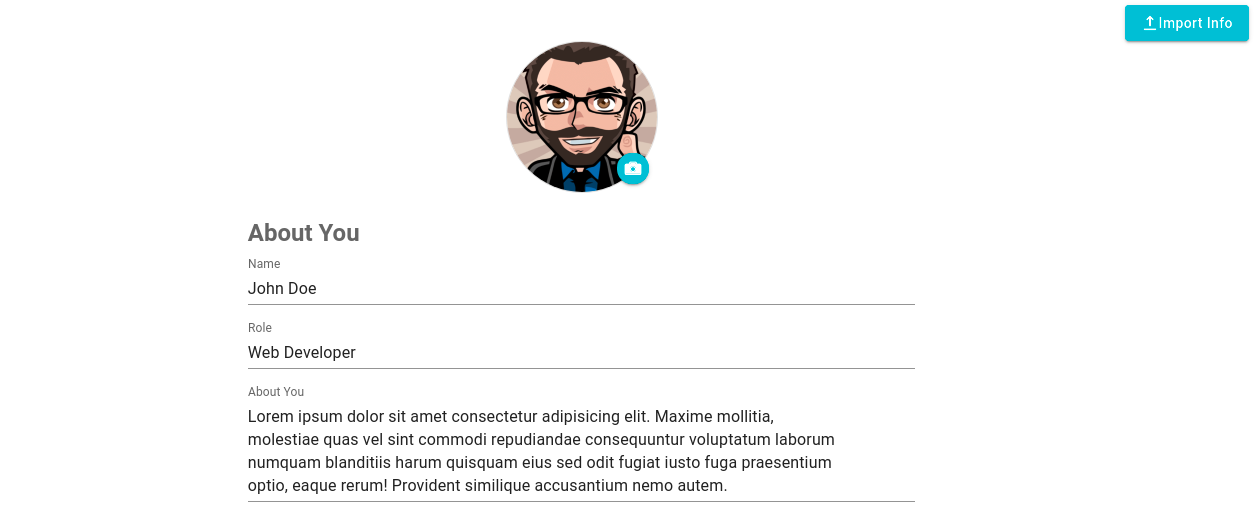 Import Info
About You
Name
John Doe
Role
Web Developer
About You
Lorem ipsum dolor sit amet consectetur adipisicing elit. Maxime mollitia,
molestiae quas vel sint commodi repudiandae consequuntur voluptatum laborum
numquam blanditiis harum quisquam eius sed odit fugiat iusto fuga praesentium
optio, eaque rerum! Provident similique accusantium nemo autem.